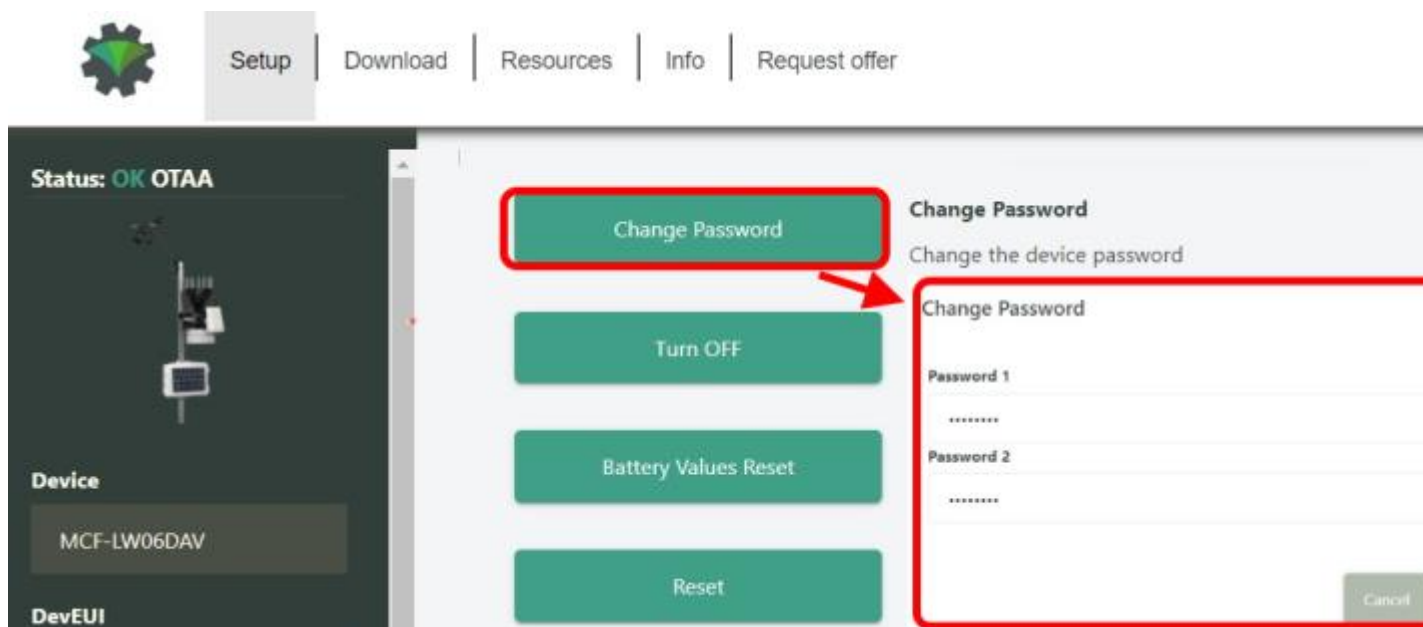 Setup
Download
Resources
Info
Request offer
Status: OK OTAA
Device
MCF-LW06DAV
DevEUI
Change Password
Turn OFF
Battery Values Reset
Reset
Change Password
Change the device password
Change Password
Password 1
••••••••
Password 2
••••••••
Cancel